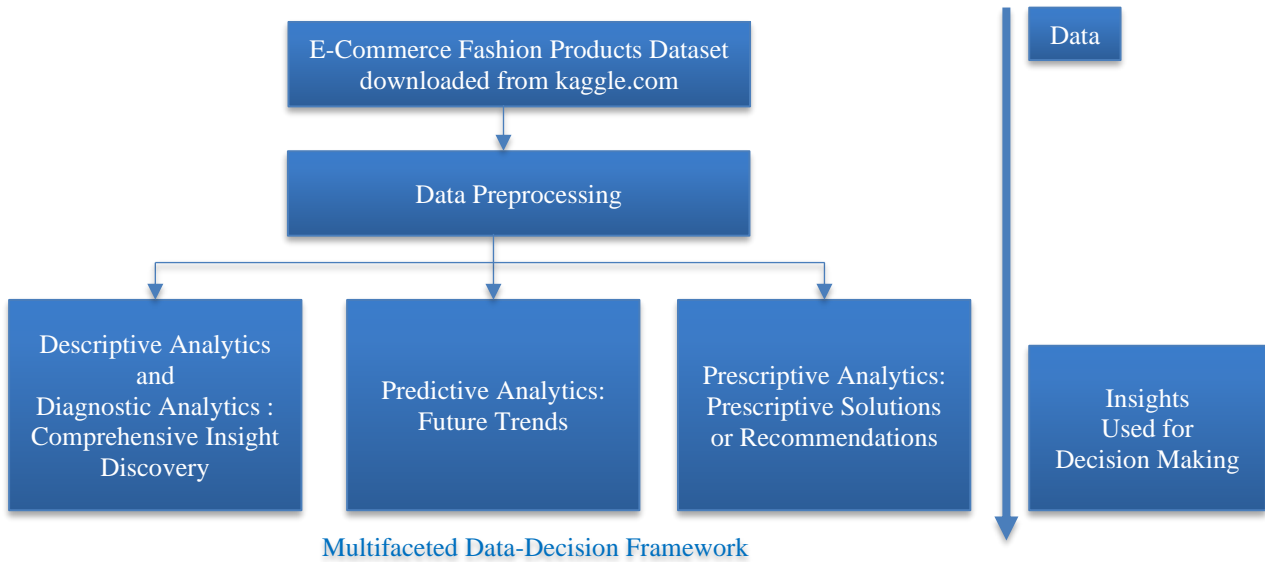 E-Commerce Fashion Products Dataset
downloaded from kaggle.com
Data
Data Preprocessing
Descriptive Analytics
and
Diagnostic Analytics :
Comprehensive Insight
Discovery
Predictive Analytics:
Future Trends
Prescriptive Analytics:
Prescriptive Solutions
or Recommendations
Insights
Used for
Decision Making
Multifaceted Data-Decision Framework